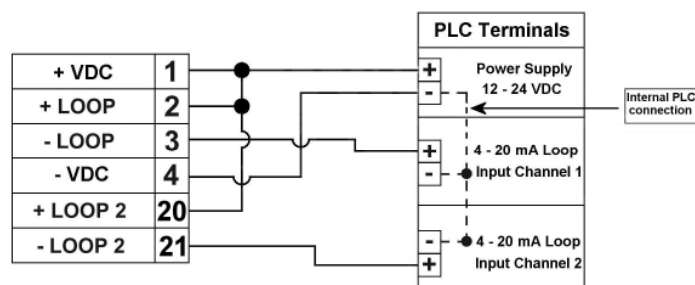 PLC Terminals
+ VDC 1
+ LOOP 2
- LOOP 3
- VDC 4
+ LOOP 2 20
- LOOP 2 21
+ Power Supply
- 12 - 24 VDC
Internal PLC
connection
+ 4 - 20 mA Loop
- Input Channel 1
- 4 - 20 mA Loop
+ Input Channel 2